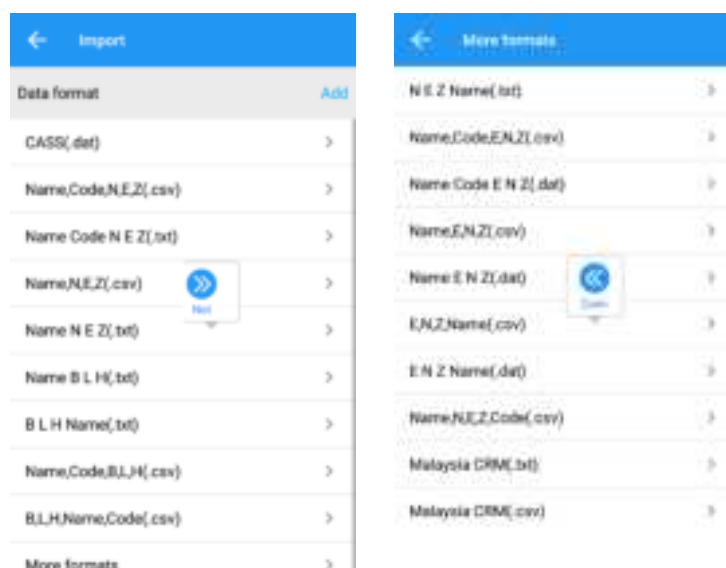 Import
Data format Add
CASS(.dat)
Name,Code,N,E,Z(.csv)
Name Code N E Z(.txt)
Name,N,E,Z(.csv)
Name N E Z(.txt)
Name B L H(.txt)
B L H Name(.txt)
Name,Code,B,L,H(.csv)
B,L,H,Name,Code(.csv)
More formats
More formats
N E Z Name(.txt)
Name,Code,E,N,Z(.csv)
Name Code E N Z(.dat)
Name,E,N,Z(.csv)
Name E N Z(.dat)
E,N,Z,Name(.csv)
E N Z Name(.dat)
Name,N,E,Z,Code(.csv)
Malaysia CRM(.txt)
Malaysia CRM(.csv)